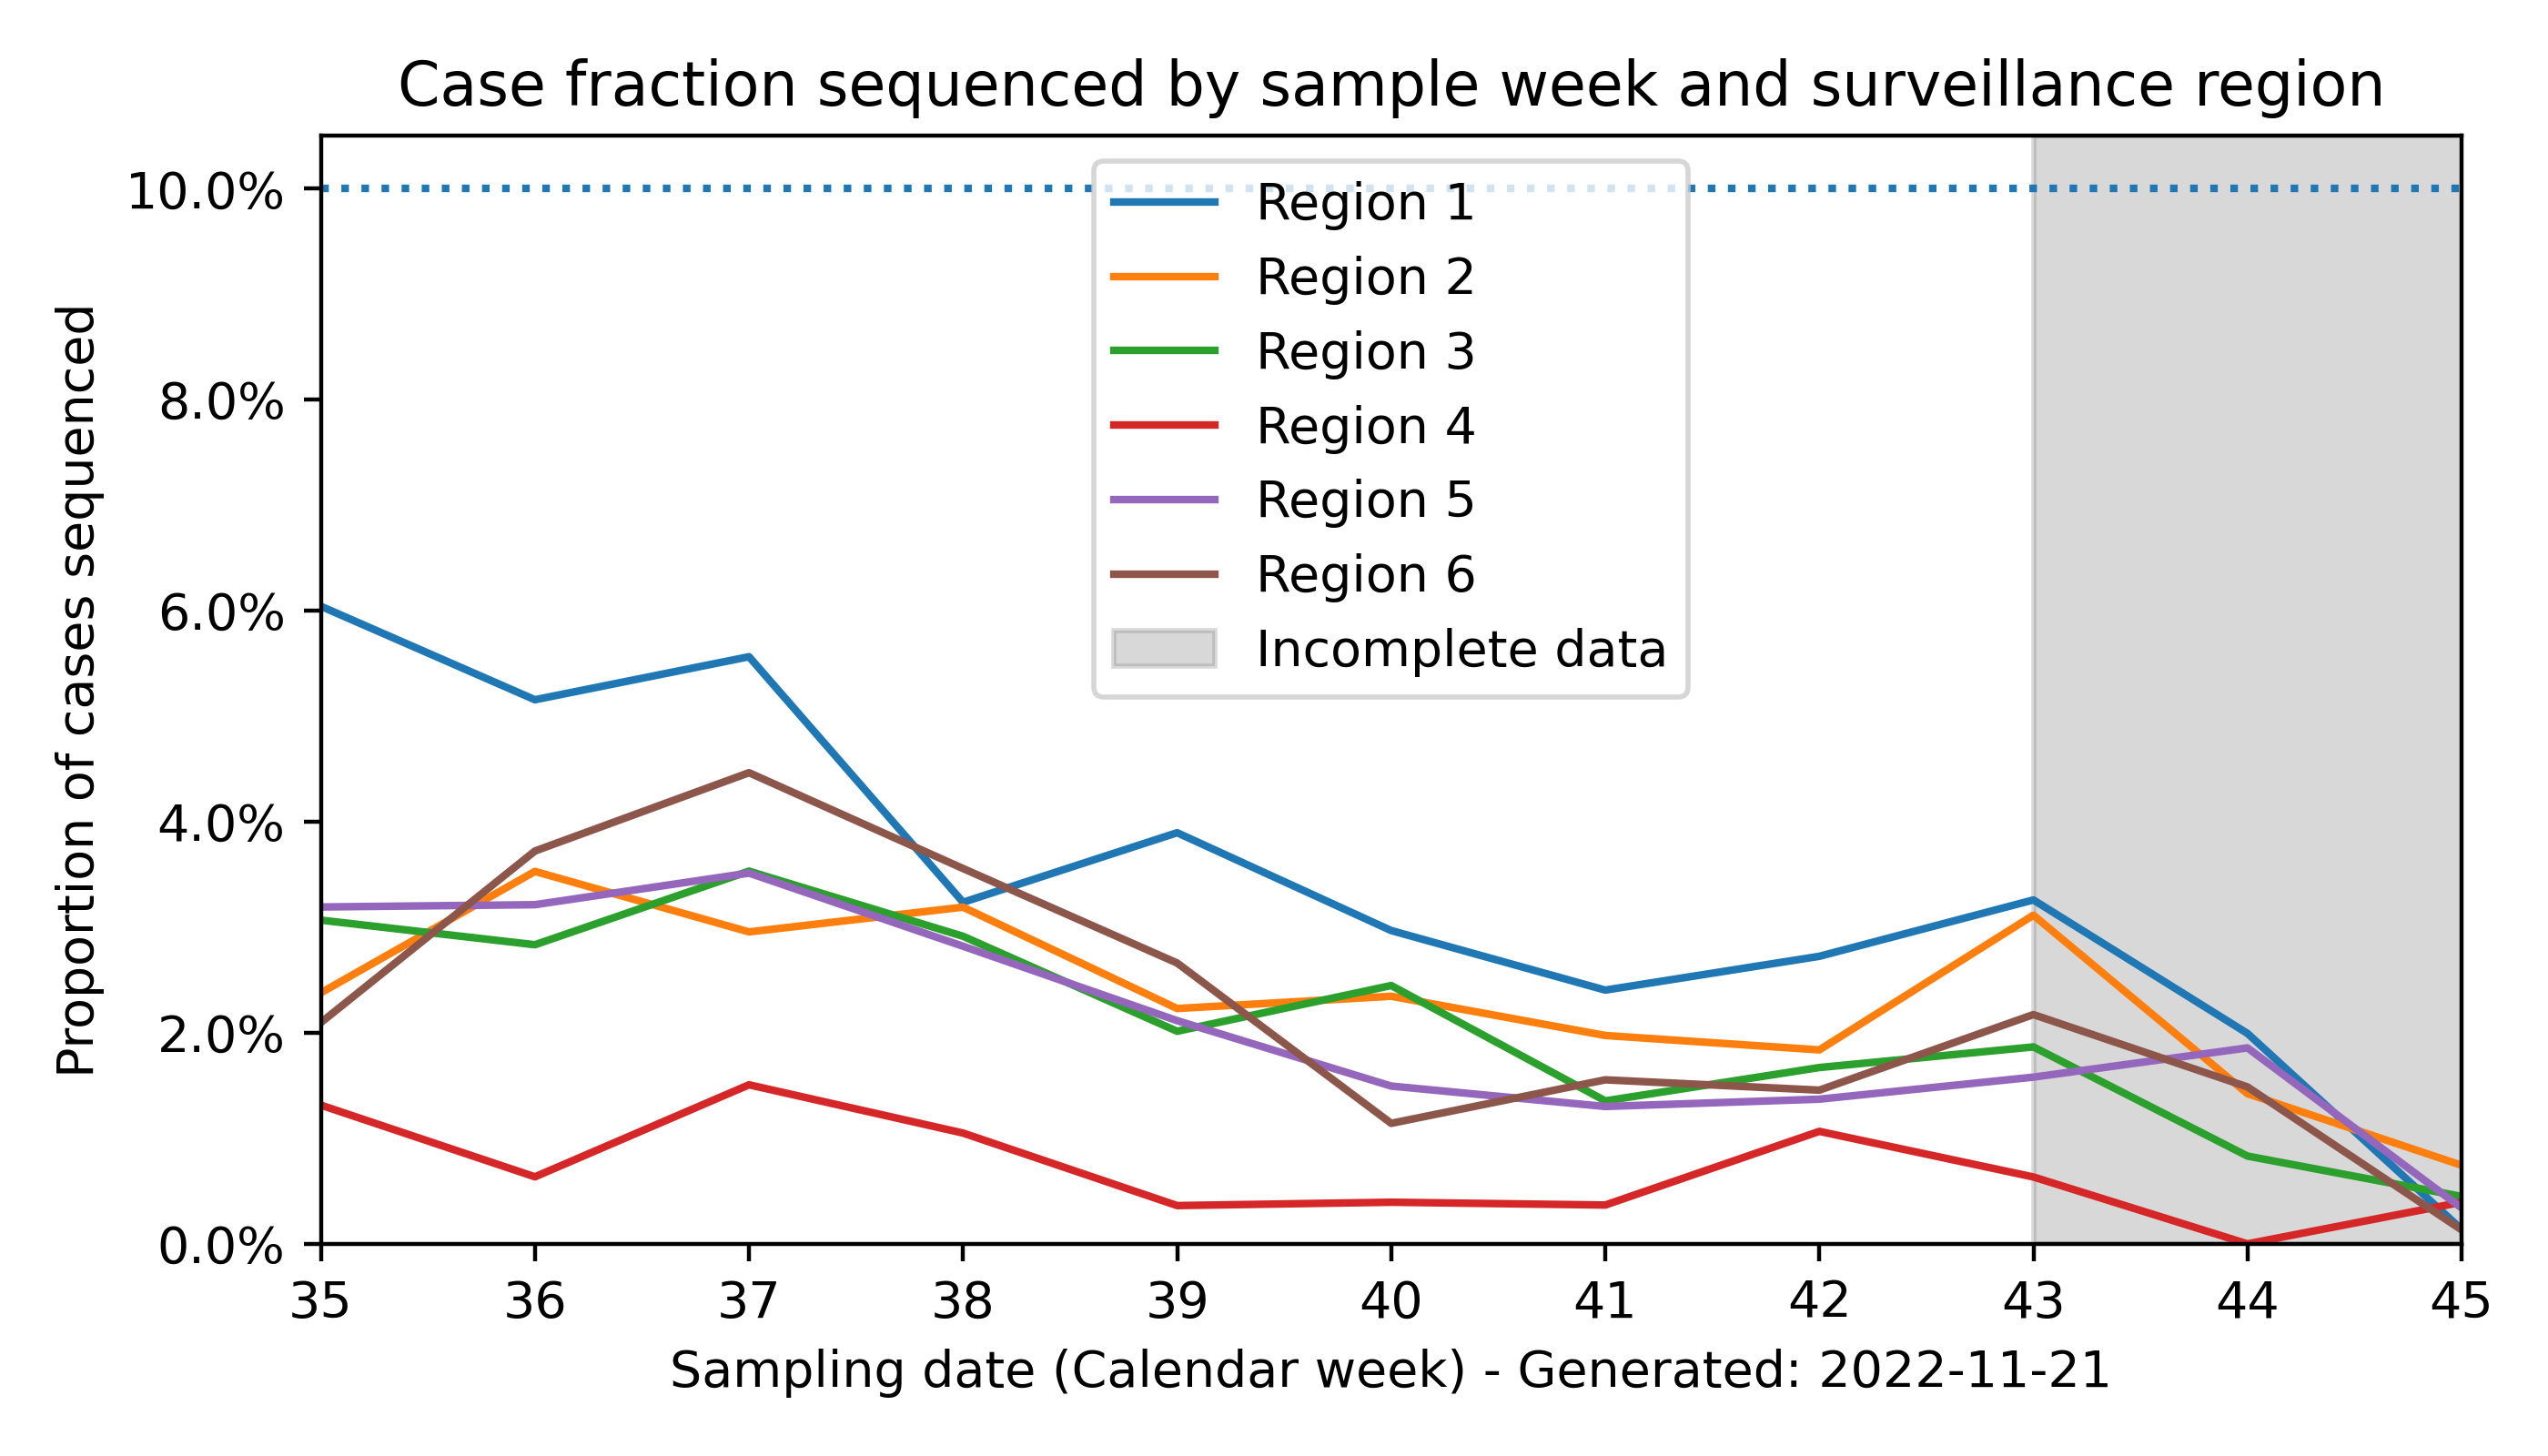 Case fraction sequenced by sample week and surveillance region
Proportion of cases sequenced
10.0%
8.0%
6.0%
4.0%
2.0%
0.0%
Region 1
Region 2
Region 3
Region 4
Region 5
Region 6
Incomplete data
35 36 37 38 39 40 41 42 43 44 45
Sampling date (Calendar week) - Generated: 2022-11-21